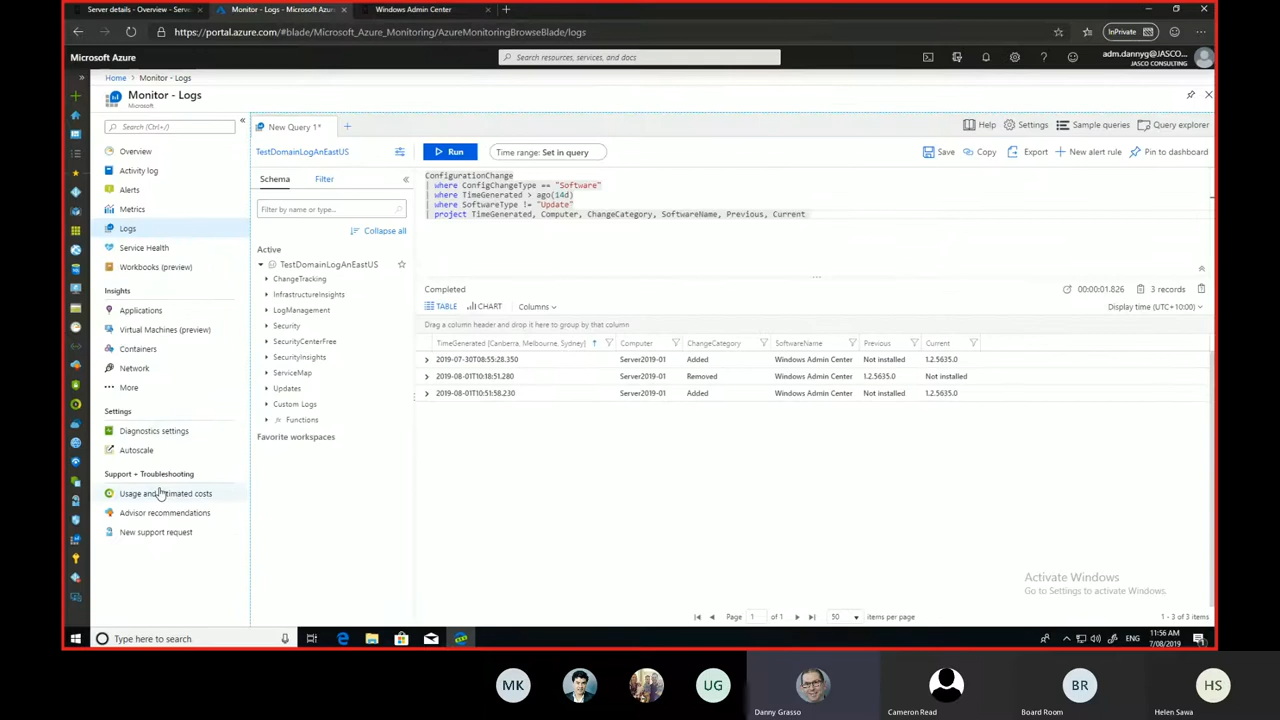 Server details - Overview - Serve
Monitor - Logs - Microsoft Azure
Windows Admin Center
https://portal.azure.com/#blade/Microsoft_Azure_Monitoring/AzureMonitoringBrowseBlade/logs
InPrivate
Microsoft Azure
Search resources, services, and docs
adm.dannyg@JASCO...
JASCO CONSULTING
Home > Monitor - Logs
Monitor - Logs
Microsoft
Search (Ctrl+/)
Overview
Activity log
Alerts
Metrics
Logs
Service Health
Workbooks (preview)
Insights
Applications
Virtual Machines (preview)
Containers
Network
More
Settings
Diagnostics settings
Autoscale
Support + Troubleshooting
Usage and estimated costs
Advisor recommendations
New support request
New Query 1*
Help
Settings
Sample queries
Query explorer
TestDomainLogAnEastUS
Run
Time range: Set in query
Save
Copy
Export
New alert rule
Pin to dashboard
Schema
Filter
Filter by name or type...
Collapse all
Active
TestDomainLogAnEastUS
ChangeTracking
InfrastructureInsights
LogManagement
Security
SecurityCenterFree
SecurityInsights
ServiceMap
Updates
Custom Logs
Functions
Favorite workspaces
ConfigurationChange
| where ConfigChangeType == "Software"
| where TimeGenerated > ago(14d)
| where SoftwareType != "Update"
| project TimeGenerated, Computer, ChangeCategory, SoftwareName, Previous, Current
Completed
00:00:01.826
3 records
TABLE
CHART
Columns
Display time (UTC+10:00)
Drag a column header and drop it here to group by that column
TimeGenerated [Canberra, Melbourne, Sydney] Computer ChangeCategory SoftwareName Previous Current
2019-07-30T08:55:28.350 Server2019-01 Added Windows Admin Center Not installed 1.2.5635.0
2019-08-01T10:18:51.280 Server2019-01 Removed Windows Admin Center 1.2.5635.0 Not installed
2019-08-01T10:51:58.230 Server2019-01 Added Windows Admin Center Not installed 1.2.5635.0
Activate Windows
Go to Settings to activate Windows.
Page 1 of 1 50 items per page
1 - 3 of 3 items
Type here to search
ENG
11:56 AM
7/08/2019
MK
UG
BR
HS
Danny Grasso
Cameron Read
Board Room
Helen Sawa